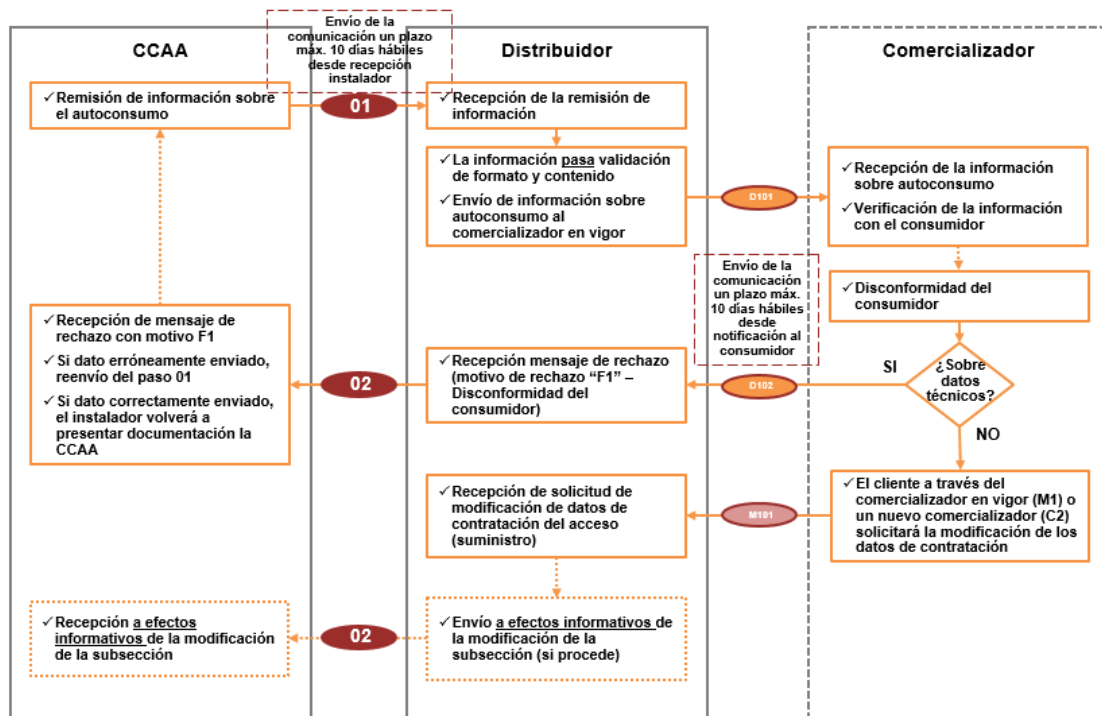 Envío de la
comunicación un plazo
máx. 10 días hábiles
desde recepción
instalador
CCAA
Distribuidor
Comercializador
✓Remisión de información sobre
el autoconsumo
01
✓Recepción de la remisión de
información
✓La información pasa validación
de formato y contenido
✓Envío de información sobre
autoconsumo al
comercializador en vigor
D101
✓Recepción de la información
sobre autoconsumo
✓Verificación de la información
con el consumidor
Envío de la
comunicación
un plazo máx.
10 días hábiles
desde
notificación al
consumidor
✓Disconformidad del
consumidor
¿Sobre
datos
técnicos?
SI
NO
D102
✓Recepción mensaje de rechazo
(motivo de rechazo “F1” –
Disconformidad del
consumidor)
02
✓Recepción de mensaje de
rechazo con motivo F1
✓Si dato erróneamente enviado,
reenvío del paso 01
✓Si dato correctamente enviado,
el instalador volverá a
presentar documentación la
CCAA
✓El cliente a través del
comercializador en vigor (M1) o
un nuevo comercializador (C2)
solicitará la modificación de los
datos de contratación
M101
✓Recepción de solicitud de
modificación de datos de
contratación del acceso
(suministro)
✓Envío a efectos informativos de
la modificación de la
subsección (si procede)
02
✓Recepción a efectos
informativos de la modificación
de la subsección